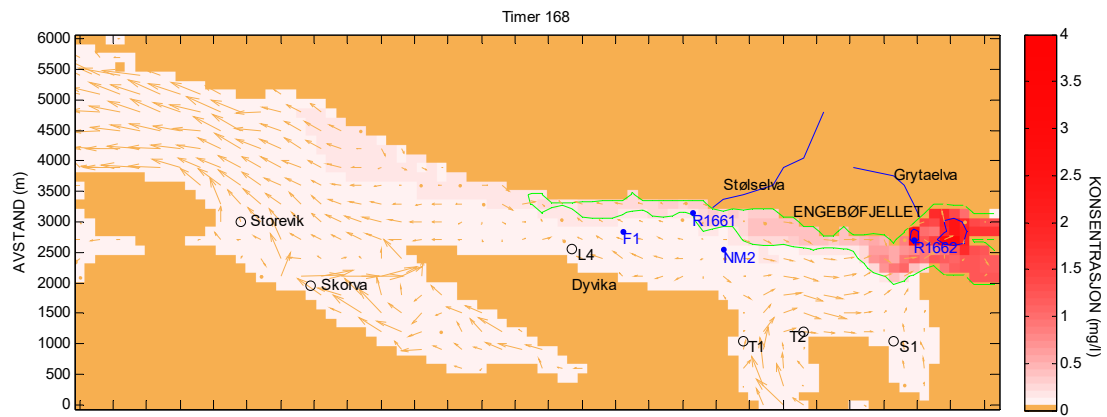 Timer 168
6000
5500
5000
4500
4000
3500
3000
2500
2000
1500
1000
500
0
AVSTAND (m)
Stølselva
Grytaelva
ENGEBØFJELLET
R1661
Storevik
F1
R1662
L4
NM2
Skorva
Dyvika
T1
T2
S1
4
3.5
3
2.5
2
1.5
1
0.5
0
KONSENTRASJON (mg/l)